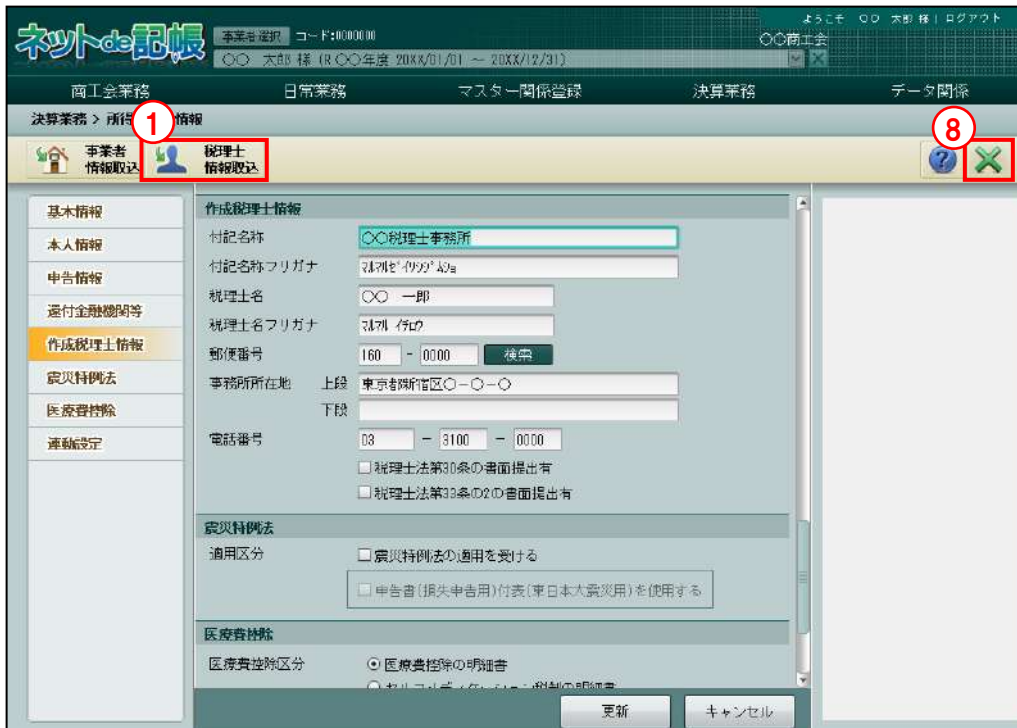 ようこそ ○○ 太郎 様 | ログアウト
ネットde記帳
事業者選択 コード:0000000
○○商工会
○○ 太郎 様 (R○○年度 20XX/01/01 ～ 20XX/12/31)
商工会業務 日常業務 マスター関係登録 決算業務 データ関係
決算業務 > 所得 情報
① ⑧
事業者
情報取込
税理士
情報取込
基本情報
本人情報
申告情報
還付金融機関等
作成税理士情報
震災特例法
医療費控除
連動設定
作成税理士情報
付記名称 ○○税理士事務所
付記名称フリガナ ﾏﾙﾏﾙｾﾞｲﾘｼｼﾞﾑｼｮ
税理士名 ○○ 一郎
税理士名フリガナ ﾏﾙﾏﾙ ｲﾁﾛｳ
郵便番号 160 - 0000 検索
事務所所在地 上段 東京都新宿区○－○－○
下段
電話番号 03 - 3100 - 0000
税理士法第30条の書面提出有
税理士法第33条の2の書面提出有
震災特例法
適用区分 震災特例法の適用を受ける
申告書(損失申告用)付表(東日本大震災用)を使用する
医療費控除
医療費控除区分 医療費控除の明細書
更新 キャンセル